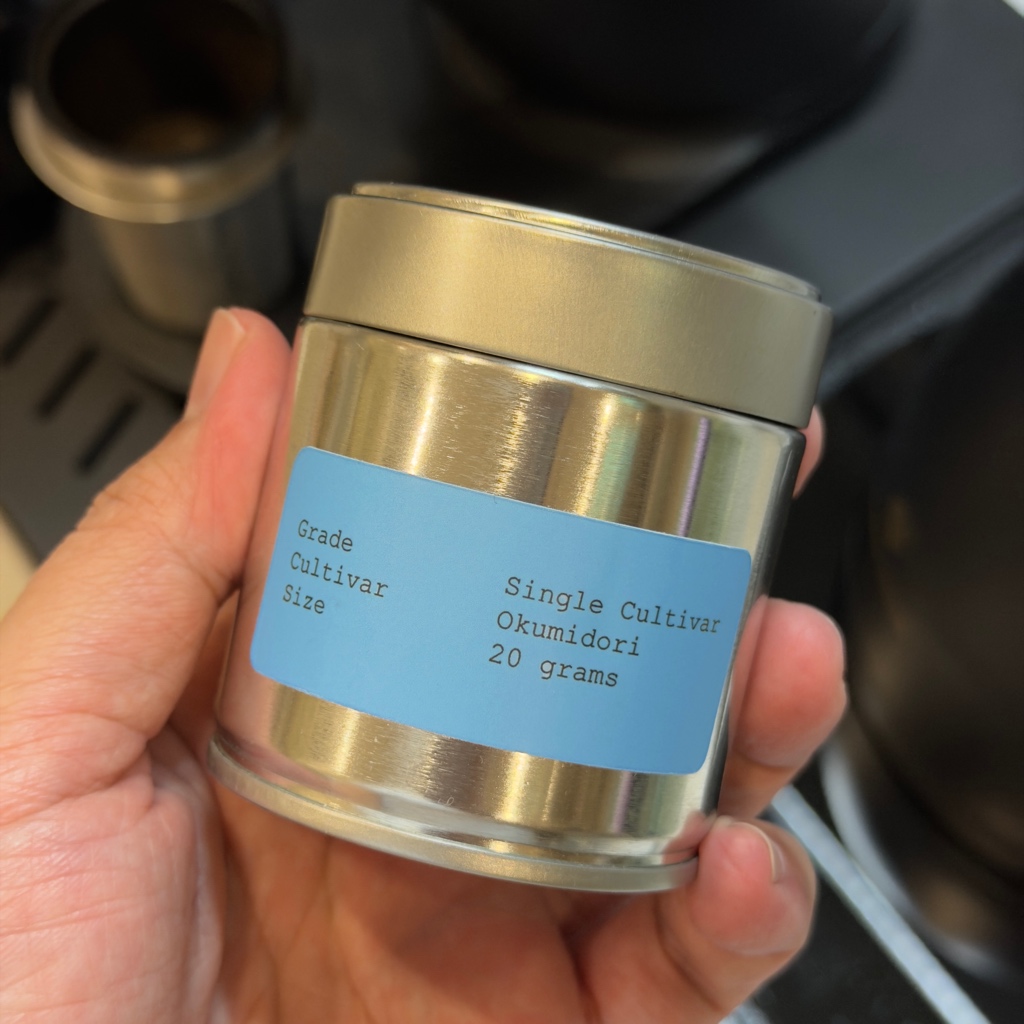 Grade Single Cultivar
Cultivar Okumidori
Size 20 grams